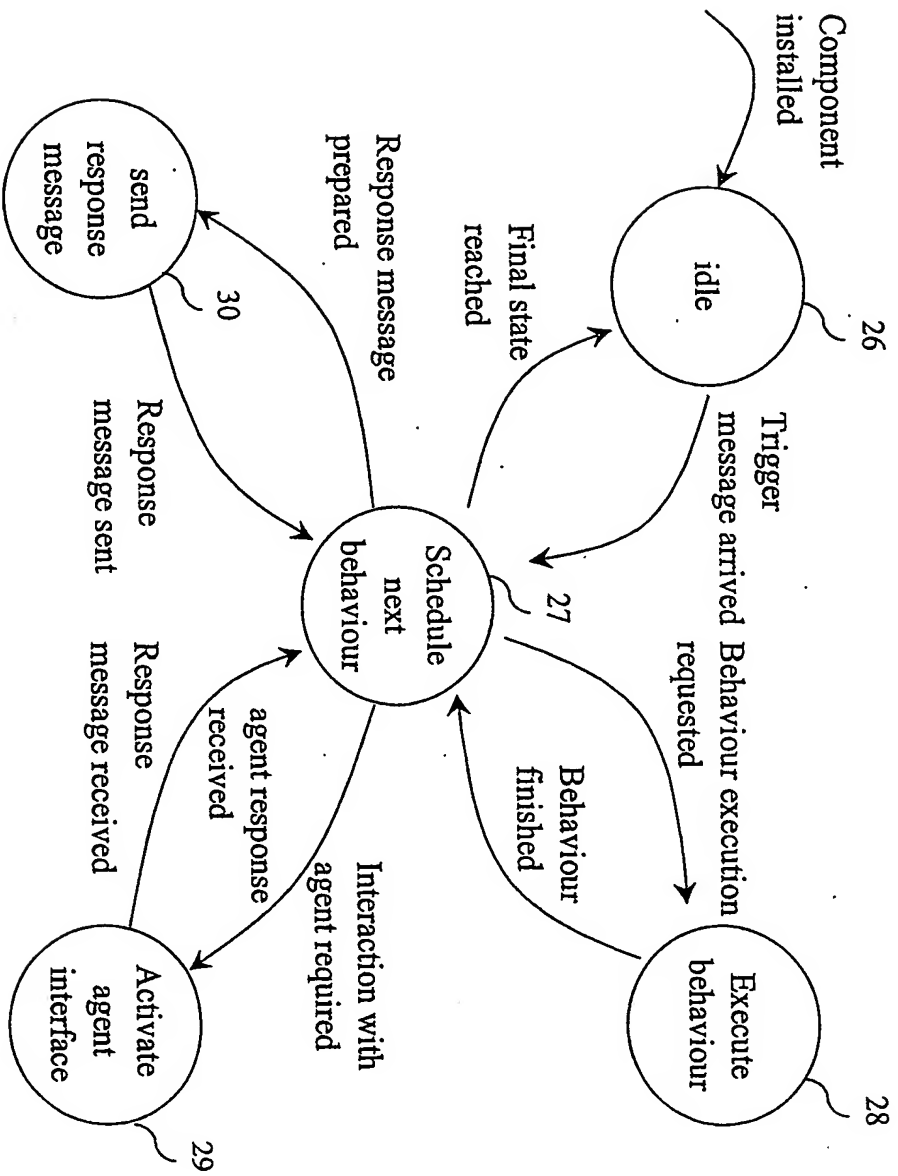 Component
installed
idle
26
Trigger
message arrived
Behaviour execution
requested
Execute
behaviour
28
Final state
reached
Behaviour
finished
Schedule
next
behaviour
27
Response message
prepared
Interaction with
agent required
agent response
received
send
response
message
30
Response
message sent
Response
message received
Activate
agent
interface
29